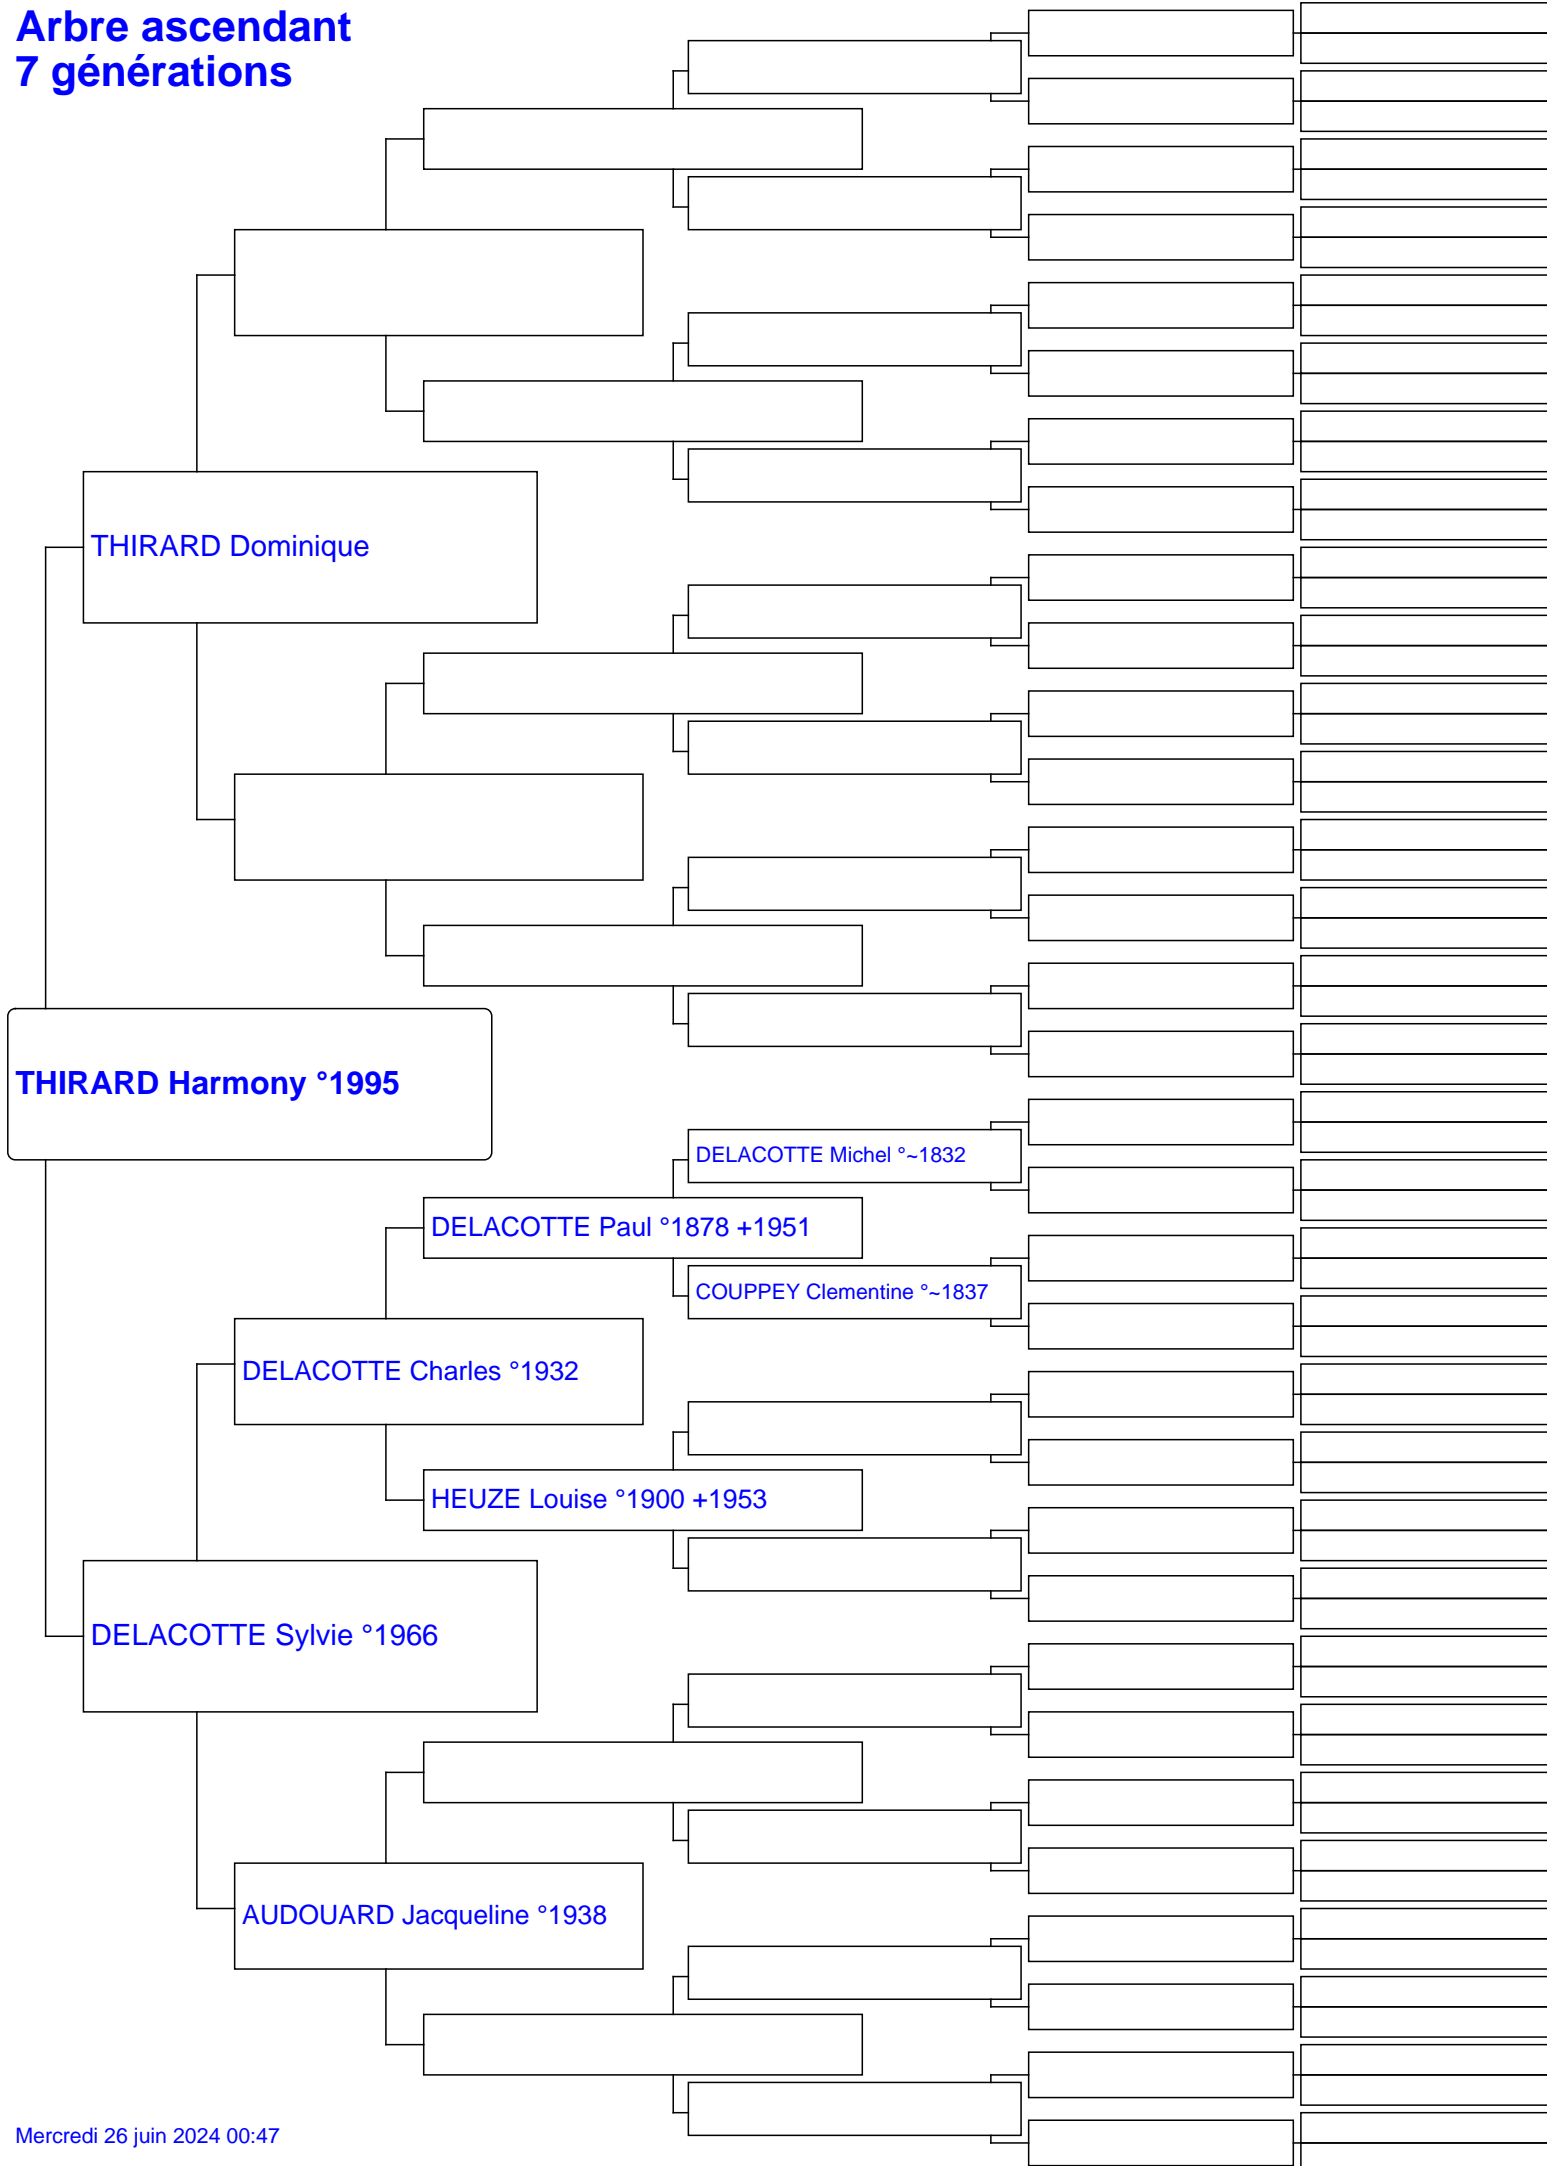 Arbre ascendant
7 générations
THIRARD Dominique
THIRARD Harmony °1995
DELACOTTE Michel °~1832
DELACOTTE Paul °1878 +1951
COUPPEY Clementine °~1837
DELACOTTE Charles °1932
HEUZE Louise °1900 +1953
DELACOTTE Sylvie °1966
AUDOUARD Jacqueline °1938
Mercredi 26 juin 2024 00:47